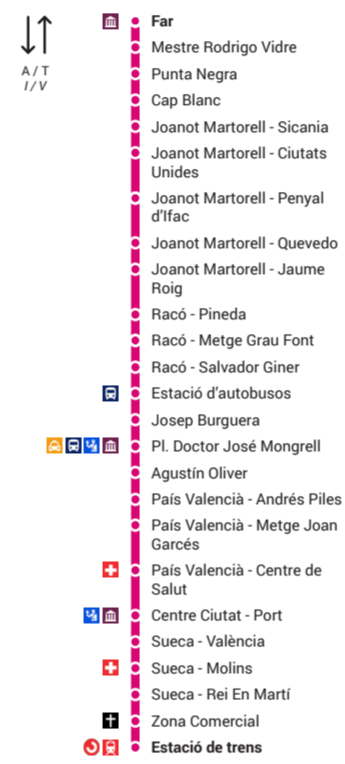 Far
A / T
I / V
Mestre Rodrigo Vidre
Punta Negra
Cap Blanc
Joanot Martorell - Sicania
Joanot Martorell - Ciutats
Unides
Joanot Martorell - Penyal
d'Ifac
Joanot Martorell - Quevedo
Joanot Martorell - Jaume
Roig
Racó - Pineda
Racó - Metge Grau Font
Racó - Salvador Giner
Estació d'autobusos
Josep Burguera
Pl. Doctor José Mongrell
Agustín Oliver
País Valencià - Andrés Piles
País Valencià - Metge Joan
Garcés
País Valencià - Centre de
Salut
Centre Ciutat - Port
Sueca - València
Sueca - Molins
Sueca - Rei En Martí
Zona Comercial
Estació de trens